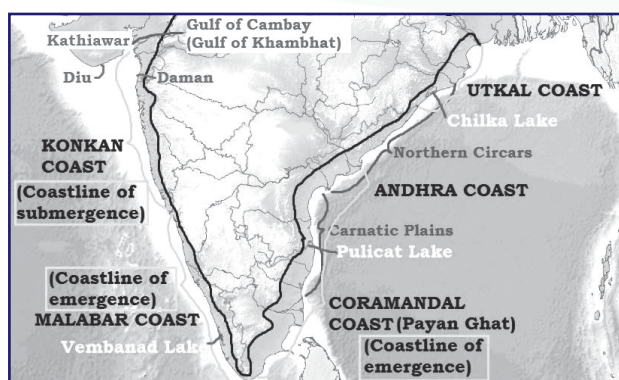 Gulf of Cambay
(Gulf of Khambhat)
Kathiawar
Diu
Daman
UTKAL COAST
Chilka Lake
KONKAN
COAST
(Coastline of
submergence)
Northern Circars
ANDHRA COAST
Carnatic Plains
Pulicat Lake
(Coastline of
emergence)
MALABAR COAST
Vembanad Lake
CORAMANDAL
COAST (Payan Ghat)
(Coastline of
emergence)